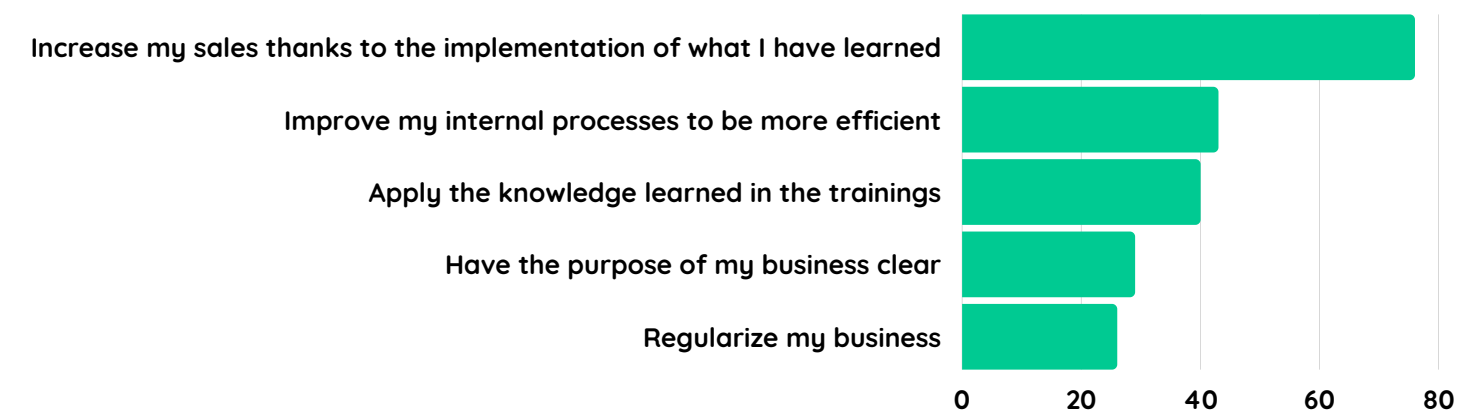 Increase my sales thanks to the implementation of what I have learned
Improve my internal processes to be more efficient
Apply the knowledge learned in the trainings
Have the purpose of my business clear
Regularize my business
0 20 40 60 80